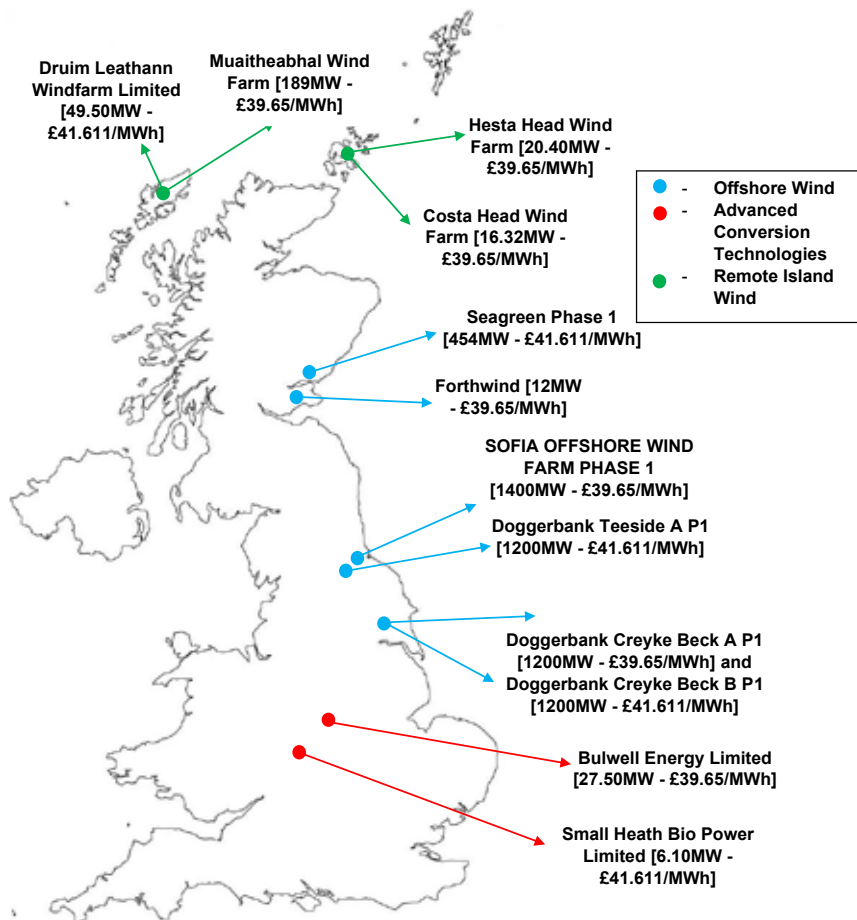 Druim Leathann
Windfarm Limited
[49.50MW -
£41.611/MWh]
Muaitheabhal Wind
Farm [189MW -
£39.65/MWh]
Hesta Head Wind
Farm [20.40MW -
£39.65/MWh]
Costa Head Wind
Farm [16.32MW -
£39.65/MWh]
- Offshore Wind
- Advanced
Conversion
Technologies
- Remote Island
Wind
Seagreen Phase 1
[454MW - £41.611/MWh]
Forthwind [12MW
- £39.65/MWh]
SOFIA OFFSHORE WIND
FARM PHASE 1
[1400MW - £39.65/MWh]
Doggerbank Teeside A P1
[1200MW - £41.611/MWh]
Doggerbank Creyke Beck A P1
[1200MW - £39.65/MWh] and
Doggerbank Creyke Beck B P1
[1200MW - £41.611/MWh]
Bulwell Energy Limited
[27.50MW - £39.65/MWh]
Small Heath Bio Power
Limited [6.10MW -
£41.611/MWh]